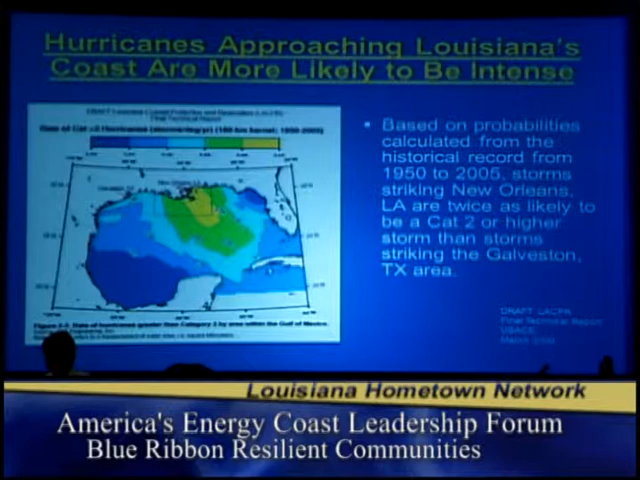 Hurricanes Approaching Louisiana's
Coast Are More Likely to Be Intense
Final Technical Report
• Based on probabilities
calculated from the
historical record from
1950 to 2005, storms
striking New Orleans,
LA are twice as likely to
be a Cat 2 or higher
storm than storms
striking the Galveston,
TX area.
DRAFT LACPR
Final Technical Report
USACE
Louisiana Hometown Network
America's Energy Coast Leadership Forum
Blue Ribbon Resilient Communities